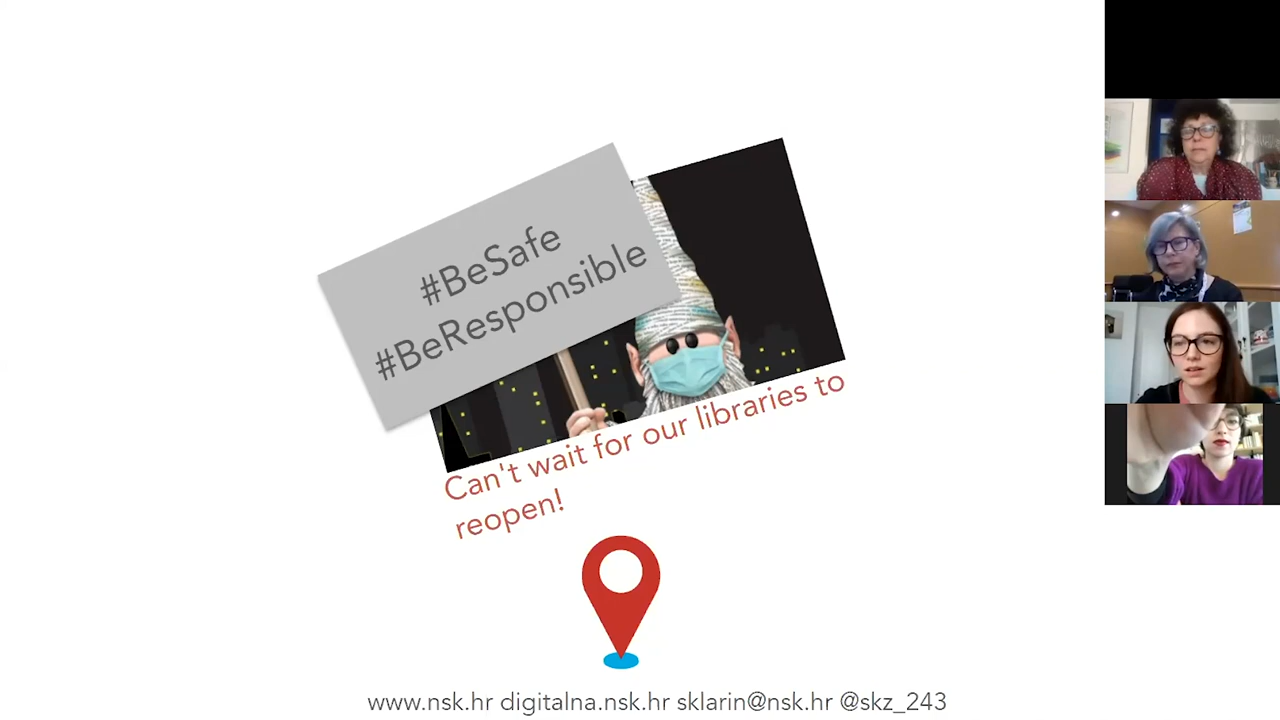 #BeSafe
#BeResponsible
Can't wait for our libraries to
reopen!
www.nsk.hr digitalna.nsk.hr sklarin@nsk.hr @skz_243